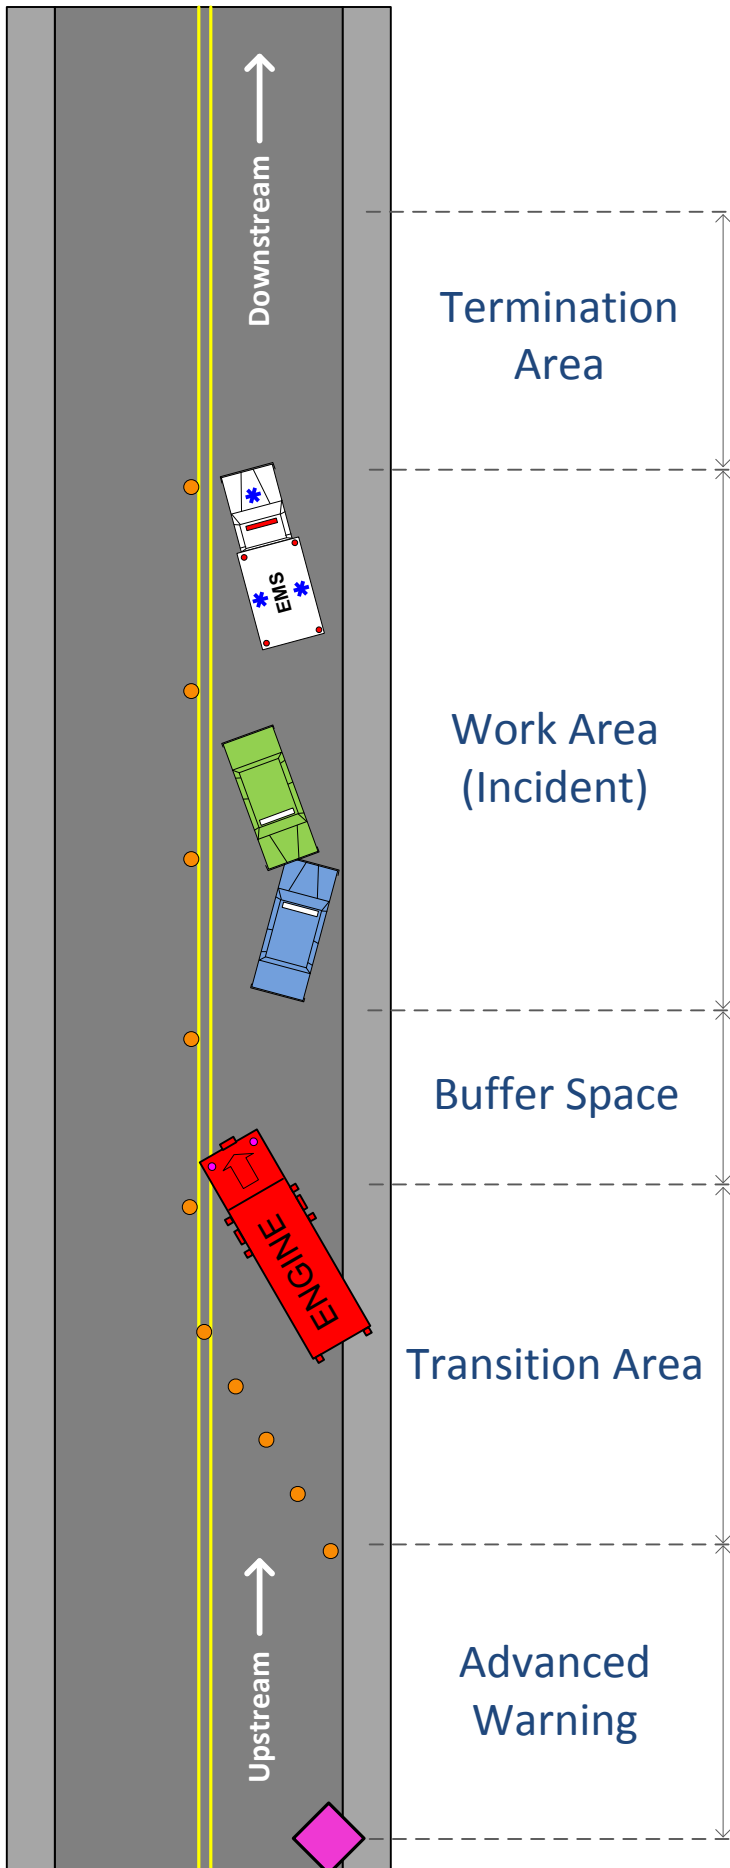 Downstream
Termination
Area
EMS
Work Area
(Incident)
Buffer Space
ENGINE
Transition Area
Upstream
Advanced
Warning